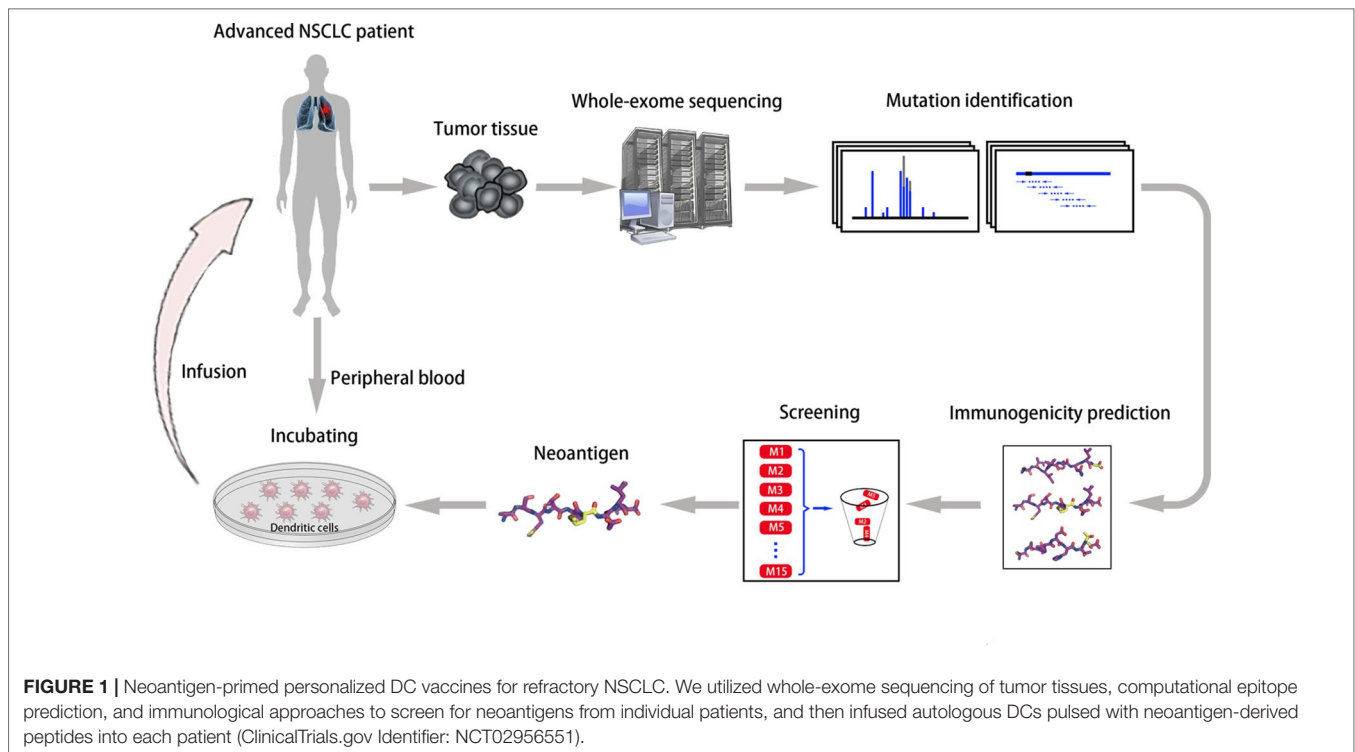 Advanced NSCLC patient
Tumor tissue
Whole-exome sequencing
Mutation identification
Infusion
Peripheral blood
Incubating
Dendritic cells
Neoantigen
Screening
M1
M2
M3
M4
M5
M15
M2
Immunogenicity prediction
FIGURE 1 | Neoantigen-primed personalized DC vaccines for refractory NSCLC. We utilized whole-exome sequencing of tumor tissues, computational epitope
prediction, and immunological approaches to screen for neoantigens from individual patients, and then infused autologous DCs pulsed with neoantigen-derived
peptides into each patient (ClinicalTrials.gov Identifier: NCT02956551).